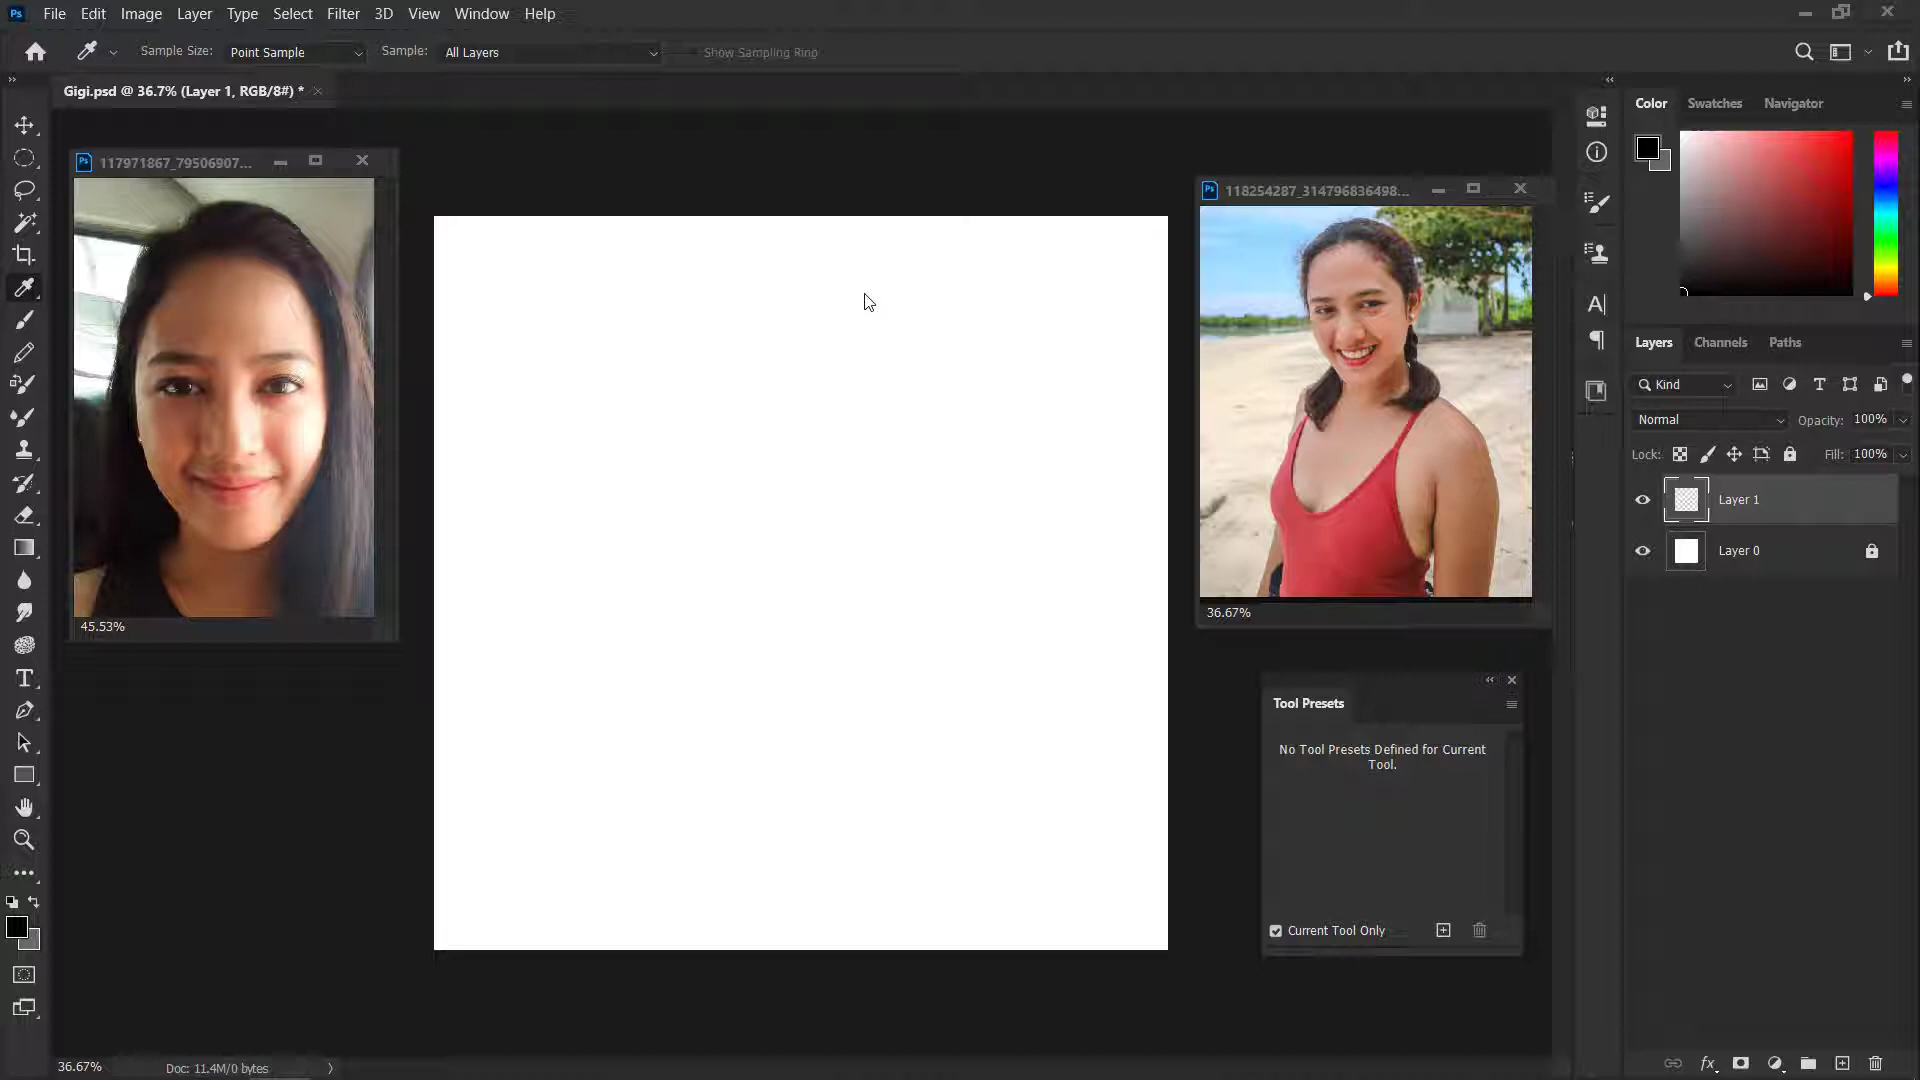 Ps File Edit Image Layer Type Select Filter 3D View Window Help
Sample Size: Point Sample Sample: All Layers Show Sampling Ring
Gigi.psd @ 36.7% (Layer 1, RGB/8#) *
Color Swatches Navigator
Ps 117971867_79506907...
Ps 118254287_314796836498...
Layers Channels Paths
Kind
Normal Opacity: 100%
Lock: Fill: 100%
Layer 1
Layer 0
45.53%
36.67%
Tool Presets
No Tool Presets Defined for Current
Tool.
Current Tool Only
36.67% Doc: 11.4M/0 bytes